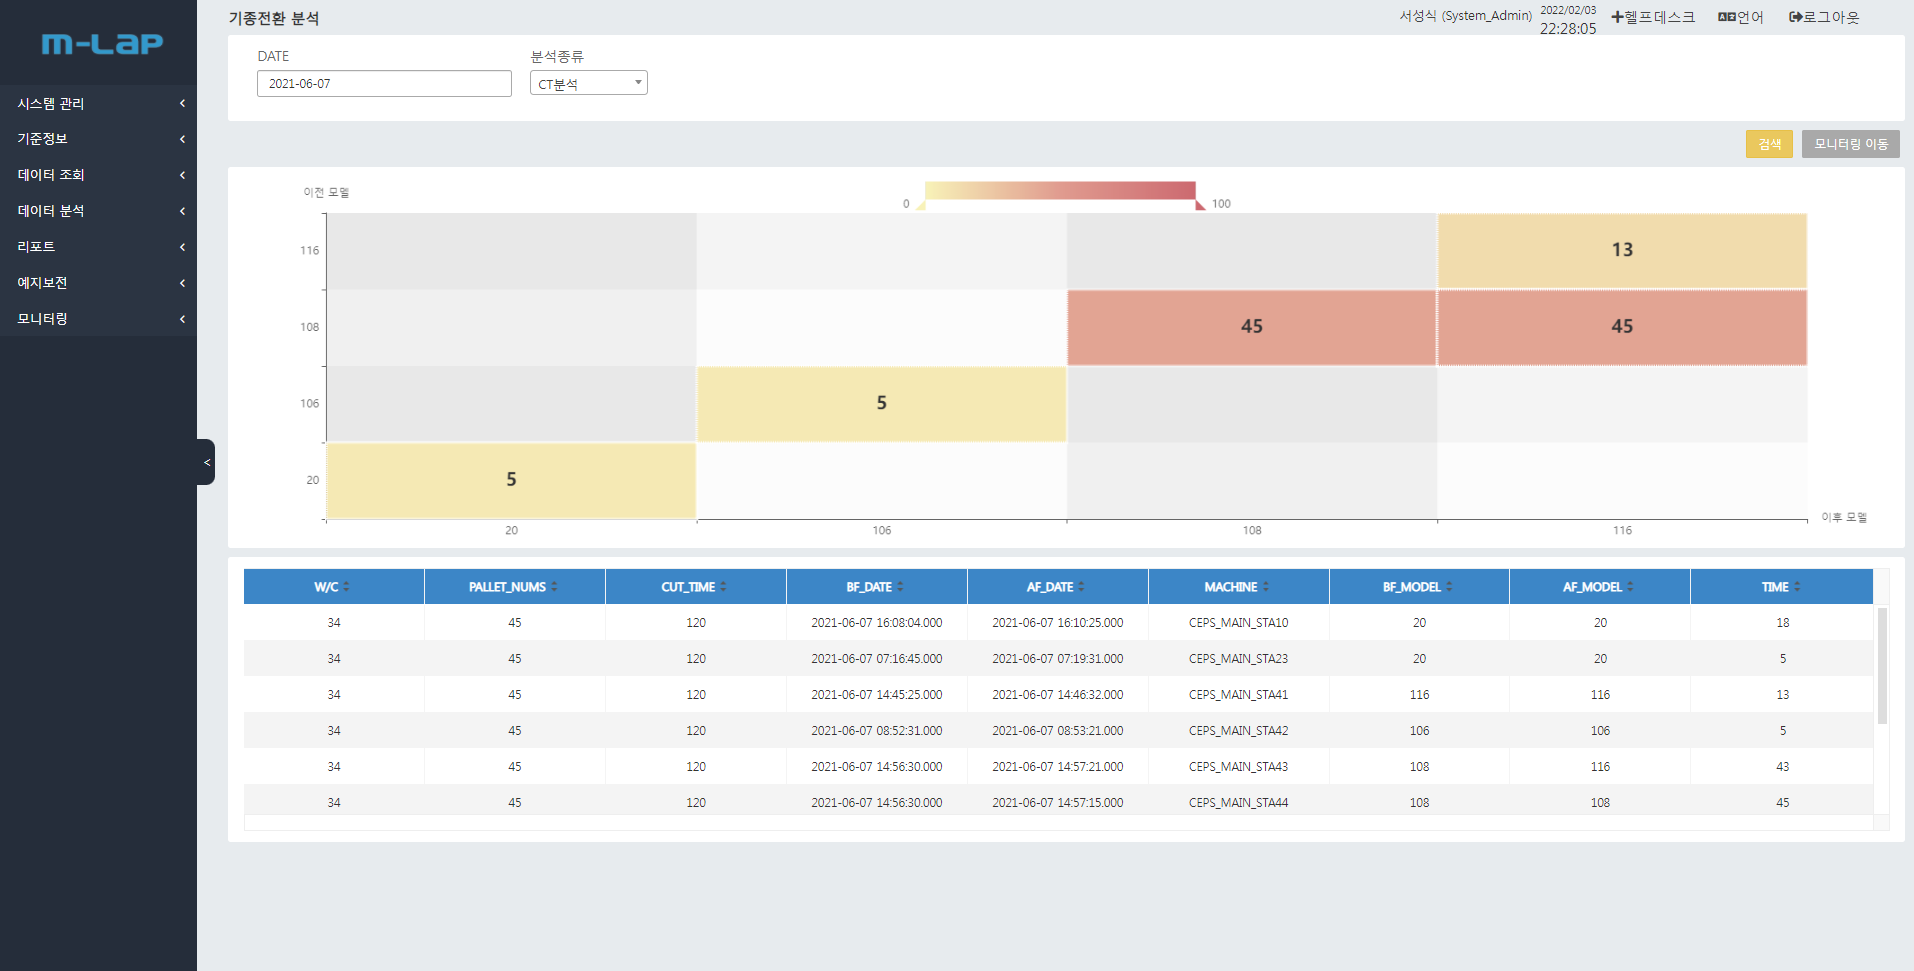 m-Lap
시스템 관리
기준정보
데이터 조회
데이터 분석
리포트
예지보전
모니터링
<
기종전환 분석
서성식 (System_Admin)
2022/02/03
22:28:05
헬프데스크
언어
로그아웃
DATE
2021-06-07
분석종류
CT분석
검색
모니터링 이동
이전 모델
0
100
116
13
108
45
45
106
5
20
5
20
106
108
116
이후 모델
W/C PALLET_NUMS CUT_TIME BF_DATE AF_DATE MACHINE BF_MODEL AF_MODEL TIME
34 45 120 2021-06-07 16:08:04.000 2021-06-07 16:10:25.000 CEPS_MAIN_STA10 20 20 18
34 45 120 2021-06-07 07:16:45.000 2021-06-07 07:19:31.000 CEPS_MAIN_STA23 20 20 5
34 45 120 2021-06-07 14:45:25.000 2021-06-07 14:46:32.000 CEPS_MAIN_STA41 116 116 13
34 45 120 2021-06-07 08:52:31.000 2021-06-07 08:53:21.000 CEPS_MAIN_STA42 106 106 5
34 45 120 2021-06-07 14:56:30.000 2021-06-07 14:57:21.000 CEPS_MAIN_STA43 108 116 43
34 45 120 2021-06-07 14:56:30.000 2021-06-07 14:57:15.000 CEPS_MAIN_STA44 108 108 45